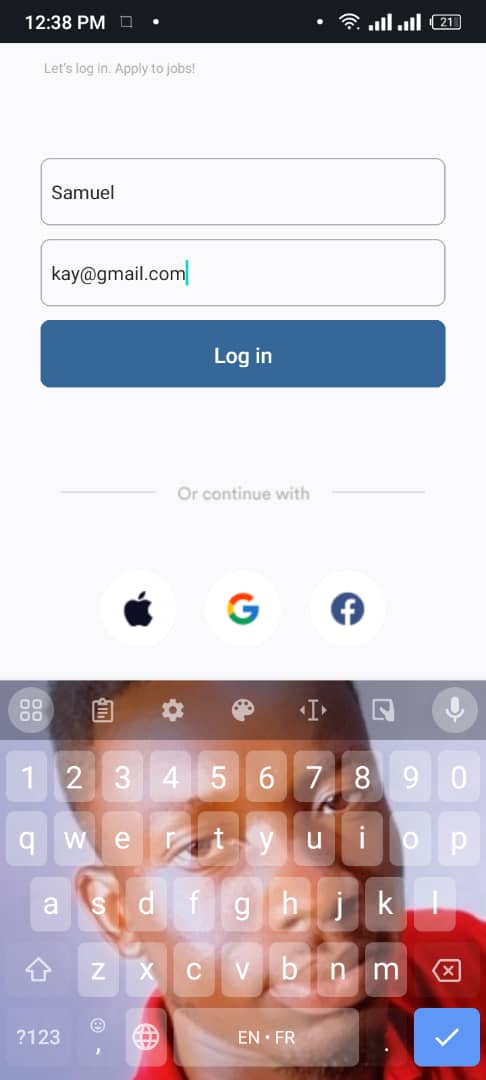 12:38 PM
21
Let's log in. Apply to jobs!
Samuel
kay@gmail.com
Log in
Or continue with
1 2 3 4 5 6 7 8 9 0
q w e r t y u i o p
a s d f g h j k l
z x c v b n m
?123 , EN • FR .